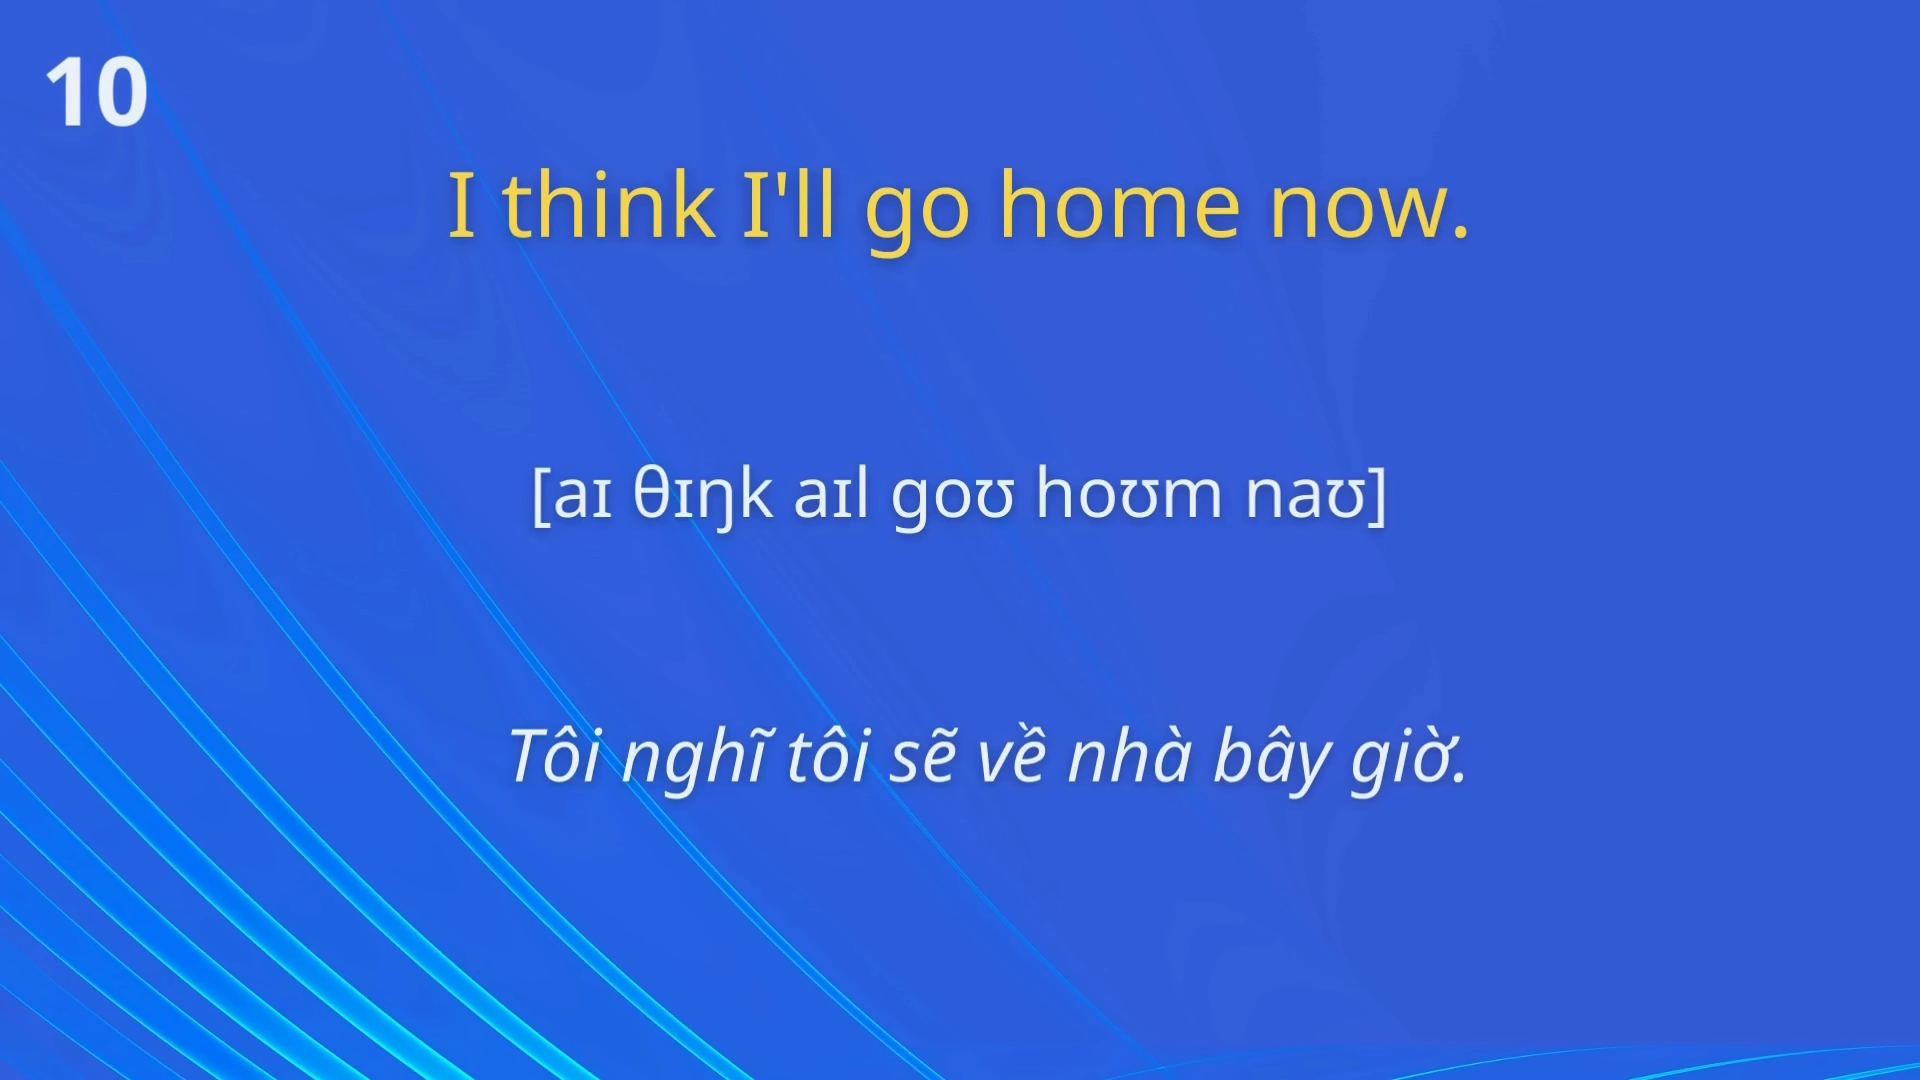 10
I think I'll go home now.
[aɪ θɪŋk aɪl goʊ hoʊm naʊ]
Tôi nghĩ tôi sẽ về nhà bây giờ.